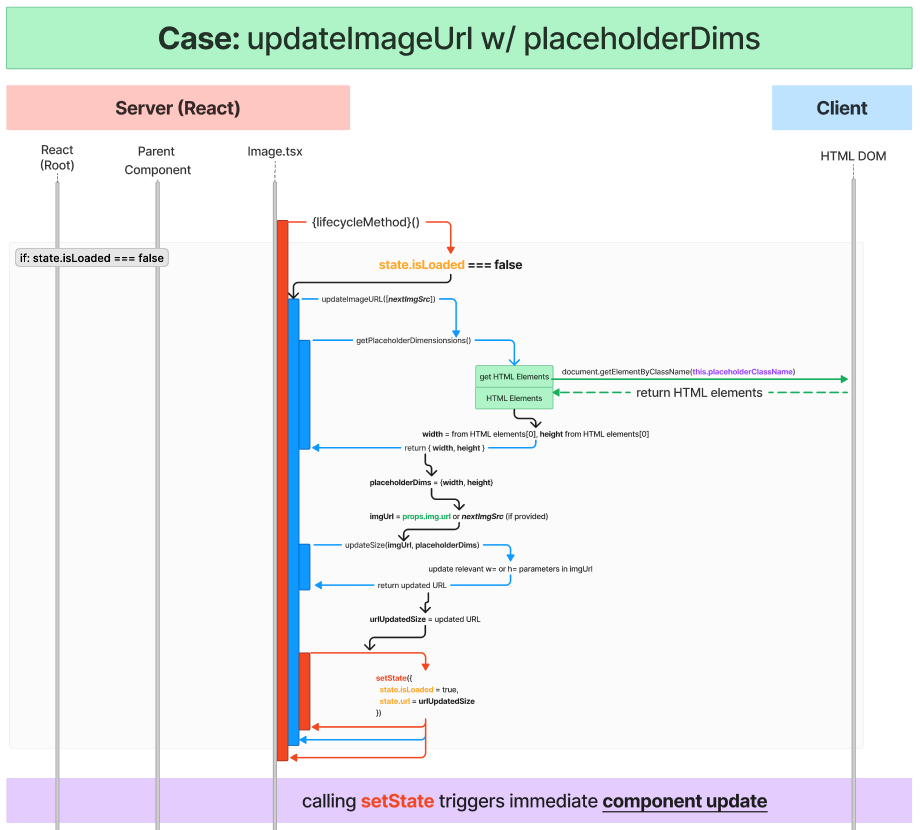 Case: updateImageUrl w/ placeholderDims
Server (React)
Client
React
(Root)
Parent
Component
Image.tsx
HTML DOM
{lifecycleMethod}()
if: state.isLoaded === false
state.isLoaded === false
updateImageURL([nextImgSrc])
getPlaceholderDimensionsions()
get HTML Elements
document.getElementByClassName(this.placeholderClassName)
HTML Elements
return HTML elements
width = from HTML elements[0], height from HTML elements[0]
return { width, height }
placeholderDims = {width, height}
imgUrl = props.img.url or nextImgSrc (if provided)
updateSize(imgUrl, placeholderDims)
update relevant w= or h= parameters in imgUrl
return updated URL
urlUpdatedSize = updated URL
setState({
state.isLoaded = true,
state.url = urlUpdatedSize
})
calling setState triggers immediate component update